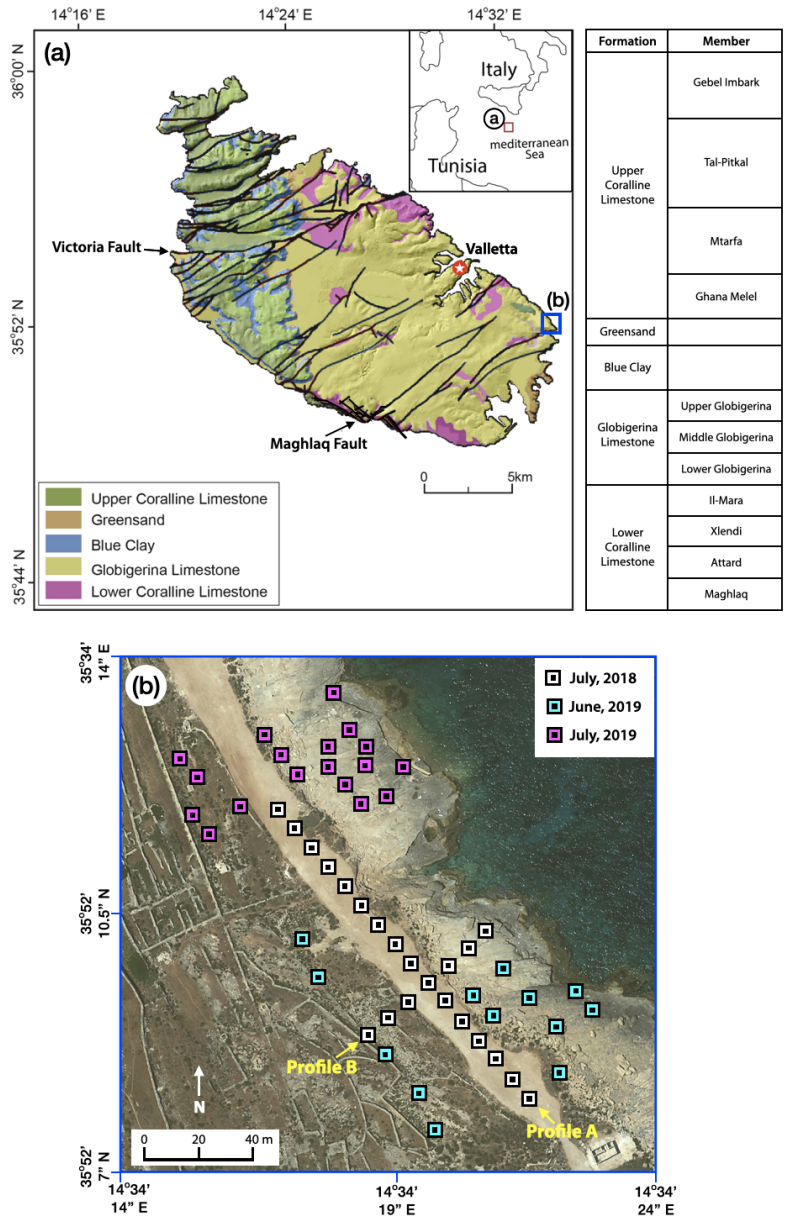 14°16’ E
14°24’ E
14°32’ E
36°00’ N
35°52’ N
35°44’ N
(a)
Italy
a
mediterranean
Sea
Tunisia
Victoria Fault
Valletta
(b)
Maghlaq Fault
0
5km
Upper Coralline Limestone
Greensand
Blue Clay
Globigerina Limestone
Lower Coralline Limestone
Formation
Member
Upper
Coralline
Limestone
Gebel Imbark
Tal-Pitkal
Mtarfa
Ghana Melel
Greensand
Blue Clay
Globigerina
Limestone
Upper Globigerina
Middle Globigerina
Lower Globigerina
Lower
Coralline
Limestone
Il-Mara
Xlendi
Attard
Maghlaq
35°34’
14” E
35°52’
10.5” N
35°52’
7” N
(b)
July, 2018
June, 2019
July, 2019
Profile B
Profile A
N
0
20
40 m
14°34’
14” E
14°34’
19” E
14°34’
24” E